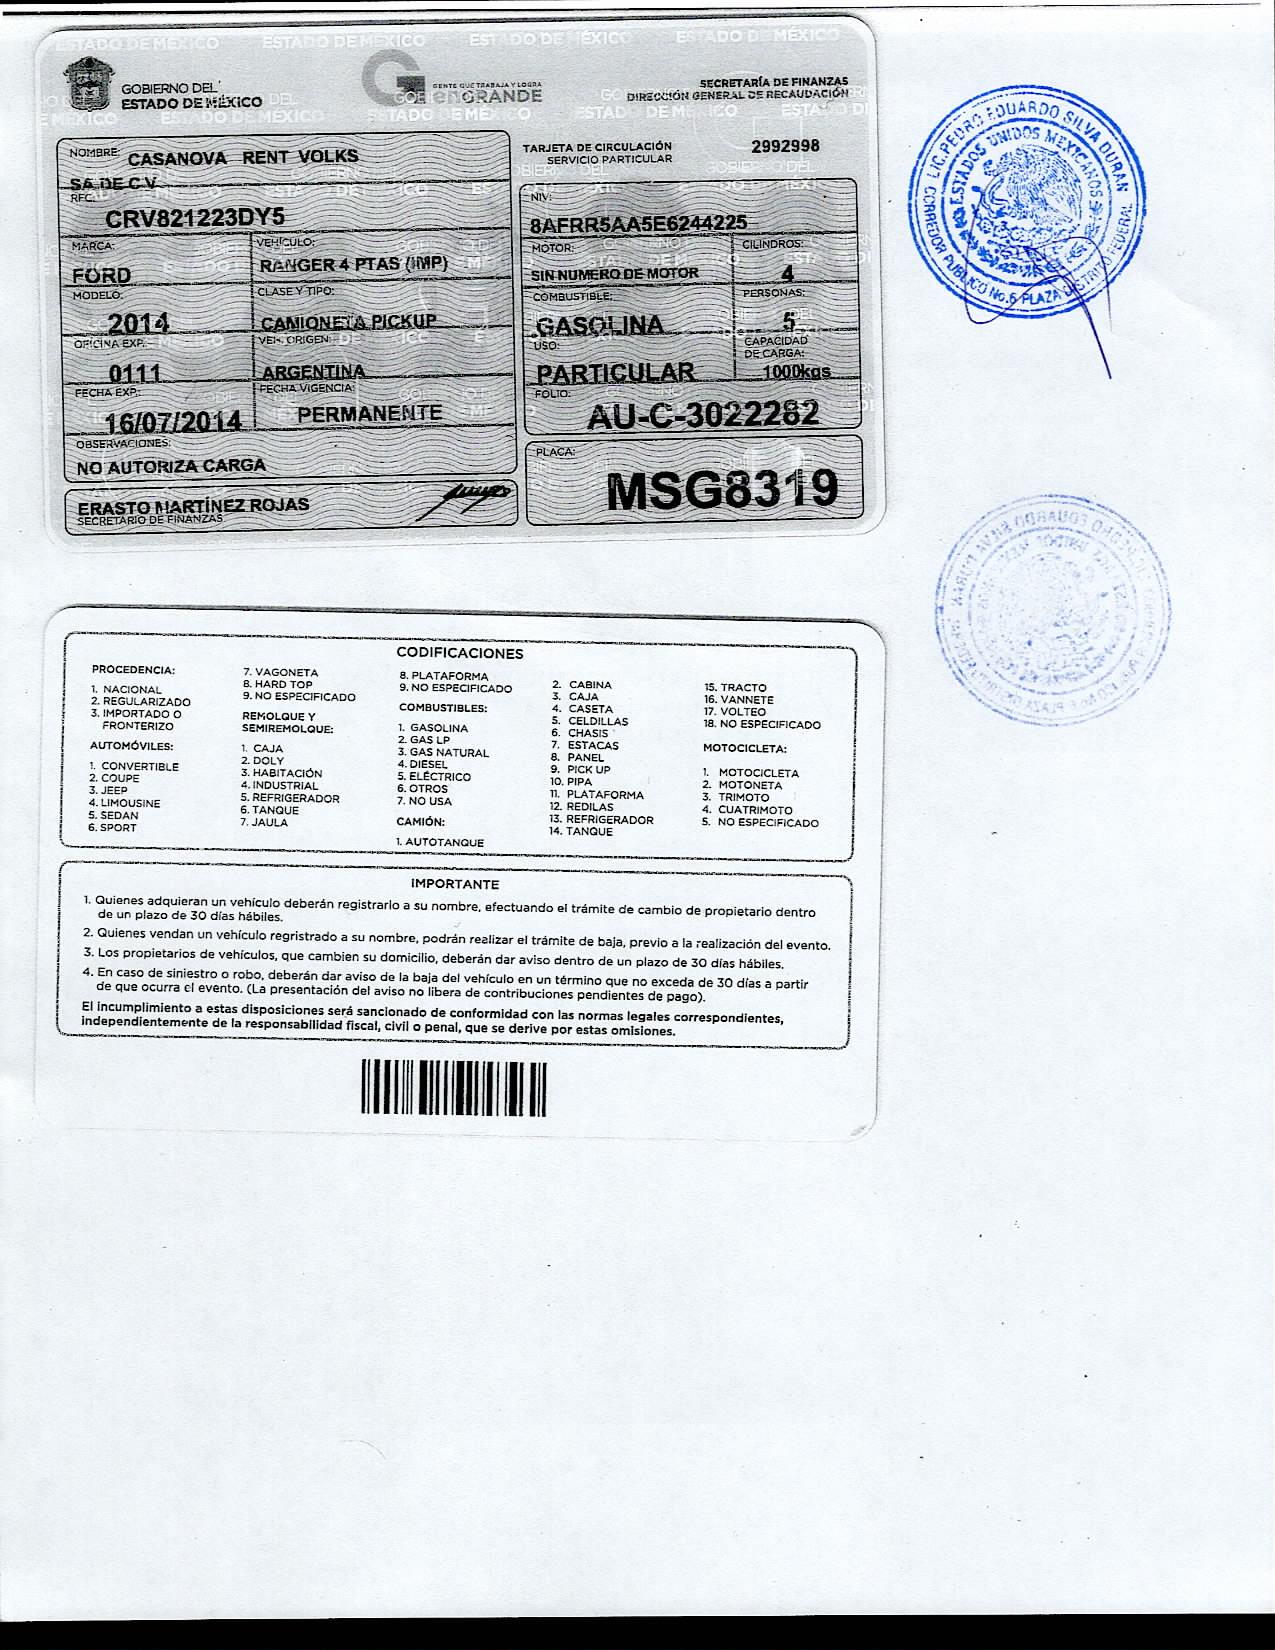 GOBIERNO DEL
ESTADO DE MÉXICO
GENTE QUE TRABAJA Y LOGRA
enGRANDE
SECRETARÍA DE FINANZAS
DIRECCIÓN GENERAL DE RECAUDACIÓN
TARJETA DE CIRCULACIÓN
SERVICIO PARTICULAR
2992998
NOMBRE: CASANOVA RENT VOLKS
SA DE C.V.
RFC:
CRV821223DY5
MARCA:
FORD
VEHÍCULO:
RANGER 4 PTAS (IMP)
MODELO:
2014
CLASE Y TIPO:
CAMIONETA PICKUP
OFICINA EXP.:
0111
VEH. ORIGEN:
ARGENTINA
FECHA EXP.:
16/07/2014
FECHA VIGENCIA:
PERMANENTE
OBSERVACIONES:
NO AUTORIZA CARGA
ERASTO MARTÍNEZ ROJAS
SECRETARIO DE FINANZAS
NIV:
8AFRR5AA5E6244225
MOTOR:
SIN NUMERO DE MOTOR
CILINDROS:
4
COMBUSTIBLE:
GASOLINA
PERSONAS:
5
USO:
PARTICULAR
CAPACIDAD
DE CARGA:
1000kgs
FOLIO:
AU-C-3022282
PLACA:
MSG8319
LIC. PEDRO EDUARDO SILVA DURAN
ESTADOS UNIDOS MEXICANOS
CORREDOR PUBLICO No.6 PLAZA DISTRITO FEDERAL
CODIFICACIONES
PROCEDENCIA:
1. NACIONAL
2. REGULARIZADO
3. IMPORTADO O
FRONTERIZO
AUTOMÓVILES:
1. CONVERTIBLE
2. COUPE
3. JEEP
4. LIMOUSINE
5. SEDAN
6. SPORT
7. VAGONETA
8. HARD TOP
9. NO ESPECIFICADO
REMOLQUE Y
SEMIREMOLQUE:
1. CAJA
2. DOLY
3. HABITACIÓN
4. INDUSTRIAL
5. REFRIGERADOR
6. TANQUE
7. JAULA
8. PLATAFORMA
9. NO ESPECIFICADO
COMBUSTIBLES:
1. GASOLINA
2. GAS LP
3. GAS NATURAL
4. DIESEL
5. ELÉCTRICO
6. OTROS
7. NO USA
CAMIÓN:
1. AUTOTANQUE
2. CABINA
3. CAJA
4. CASETA
5. CELDILLAS
6. CHASIS
7. ESTACAS
8. PANEL
9. PICK UP
10. PIPA
11. PLATAFORMA
12. REDILAS
13. REFRIGERADOR
14. TANQUE
15. TRACTO
16. VANNETE
17. VOLTEO
18. NO ESPECIFICADO
MOTOCICLETA:
1. MOTOCICLETA
2. MOTONETA
3. TRIMOTO
4. CUATRIMOTO
5. NO ESPECIFICADO
IMPORTANTE
1. Quienes adquieran un vehículo deberán registrarlo a su nombre, efectuando el trámite de cambio de propietario dentro
de un plazo de 30 días hábiles.
2. Quienes vendan un vehículo regristrado a su nombre, podrán realizar el trámite de baja, previo a la realización del evento.
3. Los propietarios de vehículos, que cambien su domicilio, deberán dar aviso dentro de un plazo de 30 días hábiles.
4. En caso de siniestro o robo, deberán dar aviso de la baja del vehículo en un término que no exceda de 30 días a partir
de que ocurra el evento. (La presentación del aviso no libera de contribuciones pendientes de pago).
El incumplimiento a estas disposiciones será sancionado de conformidad con las normas legales correspondientes,
independientemente de la responsabilidad fiscal, civil o penal, que se derive por estas omisiones.